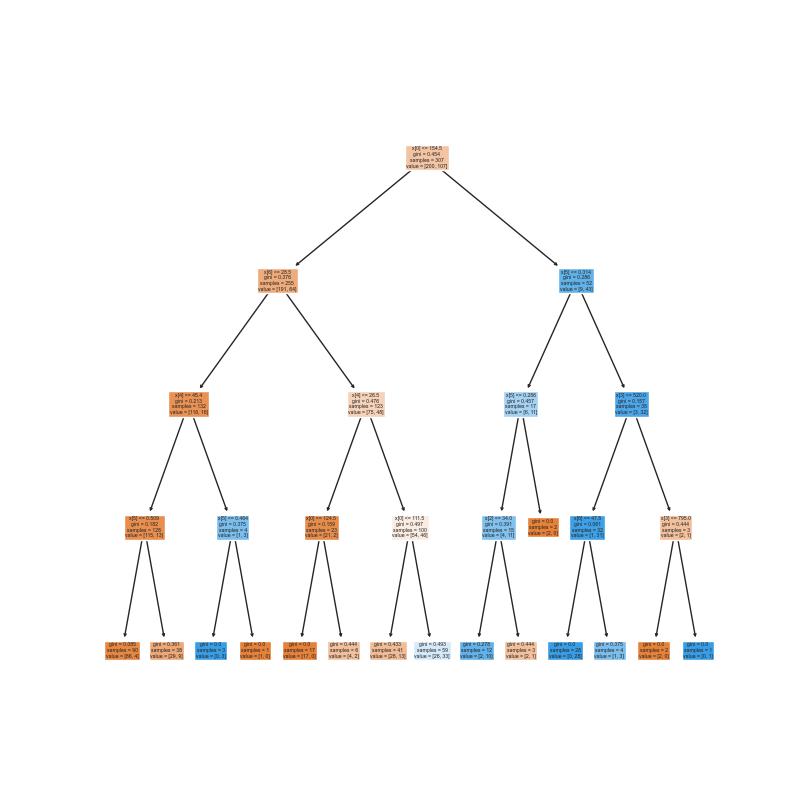 x[0] <= 154.5
gini = 0.454
samples = 307
value = [200, 107]
x[6] <= 28.5
gini = 0.376
samples = 255
value = [191, 64]
x[5] <= 0.314
gini = 0.286
samples = 52
value = [9, 43]
x[4] <= 45.4
gini = 0.213
samples = 132
value = [116, 16]
x[4] <= 26.5
gini = 0.476
samples = 123
value = [75, 48]
x[5] <= 0.286
gini = 0.457
samples = 17
value = [6, 11]
x[3] <= 520.0
gini = 0.157
samples = 35
value = [3, 32]
x[5] <= 0.509
gini = 0.182
samples = 128
value = [115, 13]
x[5] <= 0.464
gini = 0.375
samples = 4
value = [1, 3]
x[0] <= 124.5
gini = 0.159
samples = 23
value = [21, 2]
x[0] <= 111.5
gini = 0.497
samples = 100
value = [54, 46]
x[2] <= 54.0
gini = 0.391
samples = 15
value = [4, 11]
gini = 0.0
samples = 2
value = [2, 0]
x[6] <= 47.5
gini = 0.061
samples = 32
value = [1, 31]
x[3] <= 795.0
gini = 0.444
samples = 3
value = [2, 1]
gini = 0.085
samples = 90
value = [86, 4]
gini = 0.361
samples = 38
value = [29, 9]
gini = 0.0
samples = 3
value = [0, 3]
gini = 0.0
samples = 1
value = [1, 0]
gini = 0.0
samples = 17
value = [17, 0]
gini = 0.444
samples = 6
value = [4, 2]
gini = 0.433
samples = 41
value = [28, 13]
gini = 0.493
samples = 59
value = [26, 33]
gini = 0.278
samples = 12
value = [2, 10]
gini = 0.444
samples = 3
value = [2, 1]
gini = 0.0
samples = 28
value = [0, 28]
gini = 0.375
samples = 4
value = [1, 3]
gini = 0.0
samples = 2
value = [2, 0]
gini = 0.0
samples = 1
value = [0, 1]